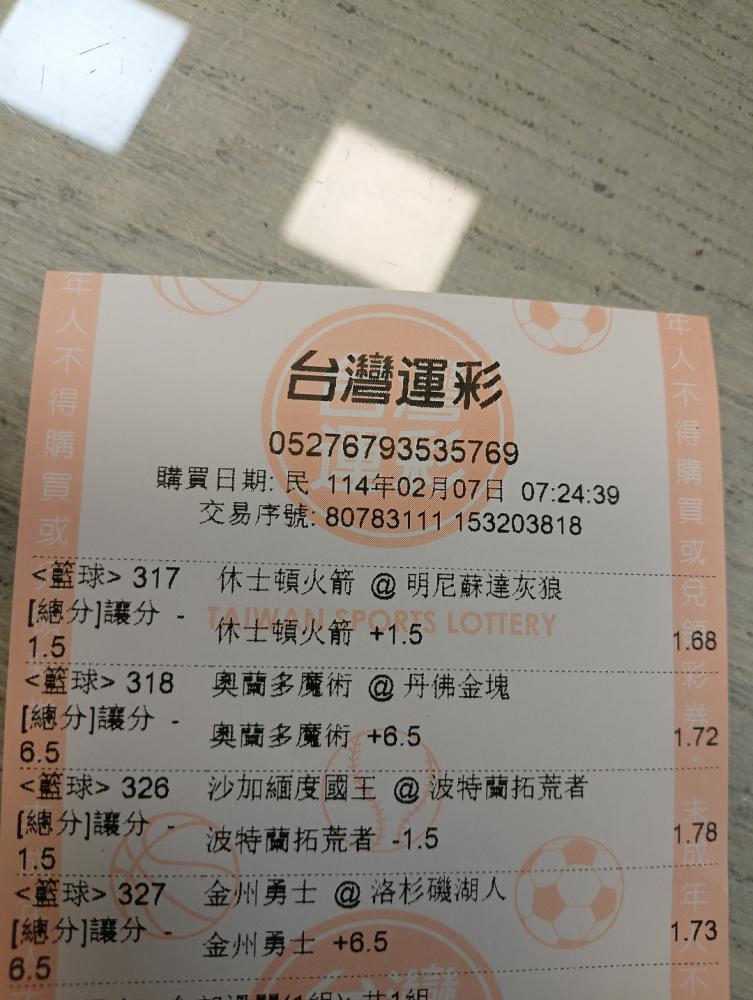 台灣運彩
05276793535769
購買日期: 民 114年02月07日 07:24:39
交易序號: 80783111 153203818
<籃球> 317 休士頓火箭 @ 明尼蘇達灰狼
[總分]讓分 -
1.5
休士頓火箭 +1.5 1.68
TAIWAN SPORTS LOTTERY
<籃球> 318 奧蘭多魔術 @ 丹佛金塊
[總分]讓分 -
6.5
奧蘭多魔術 +6.5 1.72
<籃球> 326 沙加緬度國王 @ 波特蘭拓荒者
[總分]讓分 -
1.5
波特蘭拓荒者 -1.5 1.78
<籃球> 327 金州勇士 @ 洛杉磯湖人
[總分]讓分 -
6.5
金州勇士 +6.5 1.73
年人不得購買或
年人不得購買或兌領彩券・未成年人不